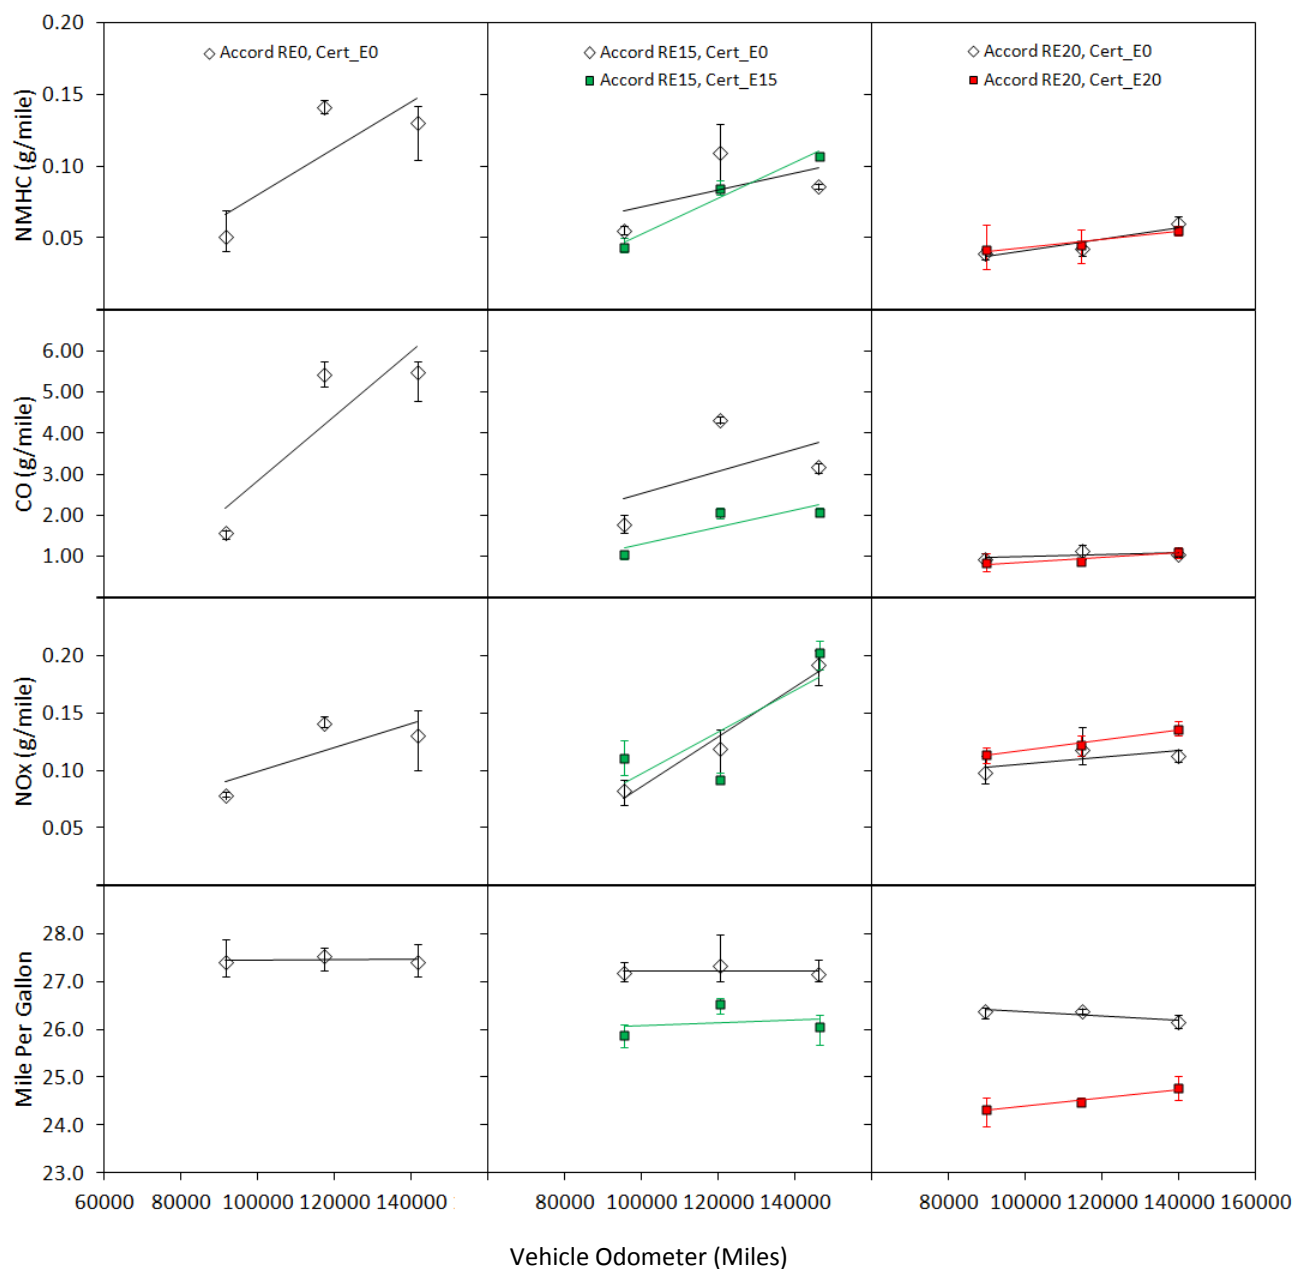 0.20
0.15
0.10
0.05
NMHC (g/mile)
Accord RE0, Cert_E0
Accord RE15, Cert_E0
Accord RE15, Cert_E15
Accord RE20, Cert_E0
Accord RE20, Cert_E20
6.00
5.00
4.00
3.00
2.00
1.00
CO (g/mile)
0.20
0.15
0.10
0.05
NOx (g/mile)
28.0
27.0
26.0
25.0
24.0
23.0
Mile Per Gallon
60000 80000 100000 120000 140000 80000 100000 120000 140000 80000 100000 120000 140000 160000
Vehicle Odometer (Miles)